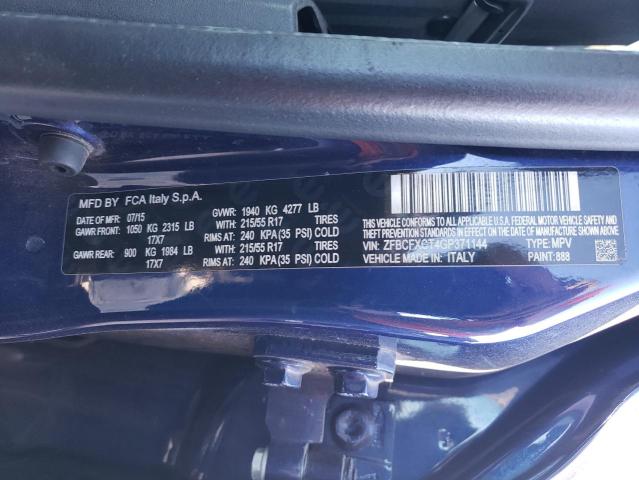 MFD BY FCA Italy S.p.A.
DATE OF MFR: 07/15 GVWR: 1940 KG 4277 LB
GAWR FRONT: 1050 KG 2315 LB WITH: 215/55 R17 TIRES
17X7 RIMS AT: 240 KPA (35 PSI) COLD
GAWR REAR: 900 KG 1984 LB WITH: 215/55 R17 TIRES
17X7 RIMS AT: 240 KPA (35 PSI) COLD
THIS VEHICLE CONFORMS TO ALL APPLICABLE U.S.A. FEDERAL
MOTOR VEHICLE SAFETY, BUMPER, AND THEFT PREVENTION
STANDARDS IN EFFECT ON THE DATE OF MANUFACTURE SHOWN ABOVE
VIN: ZFBCFXCT4GP371144 TYPE: MPV
VEHICLE MADE IN: ITALY PAINT: 888